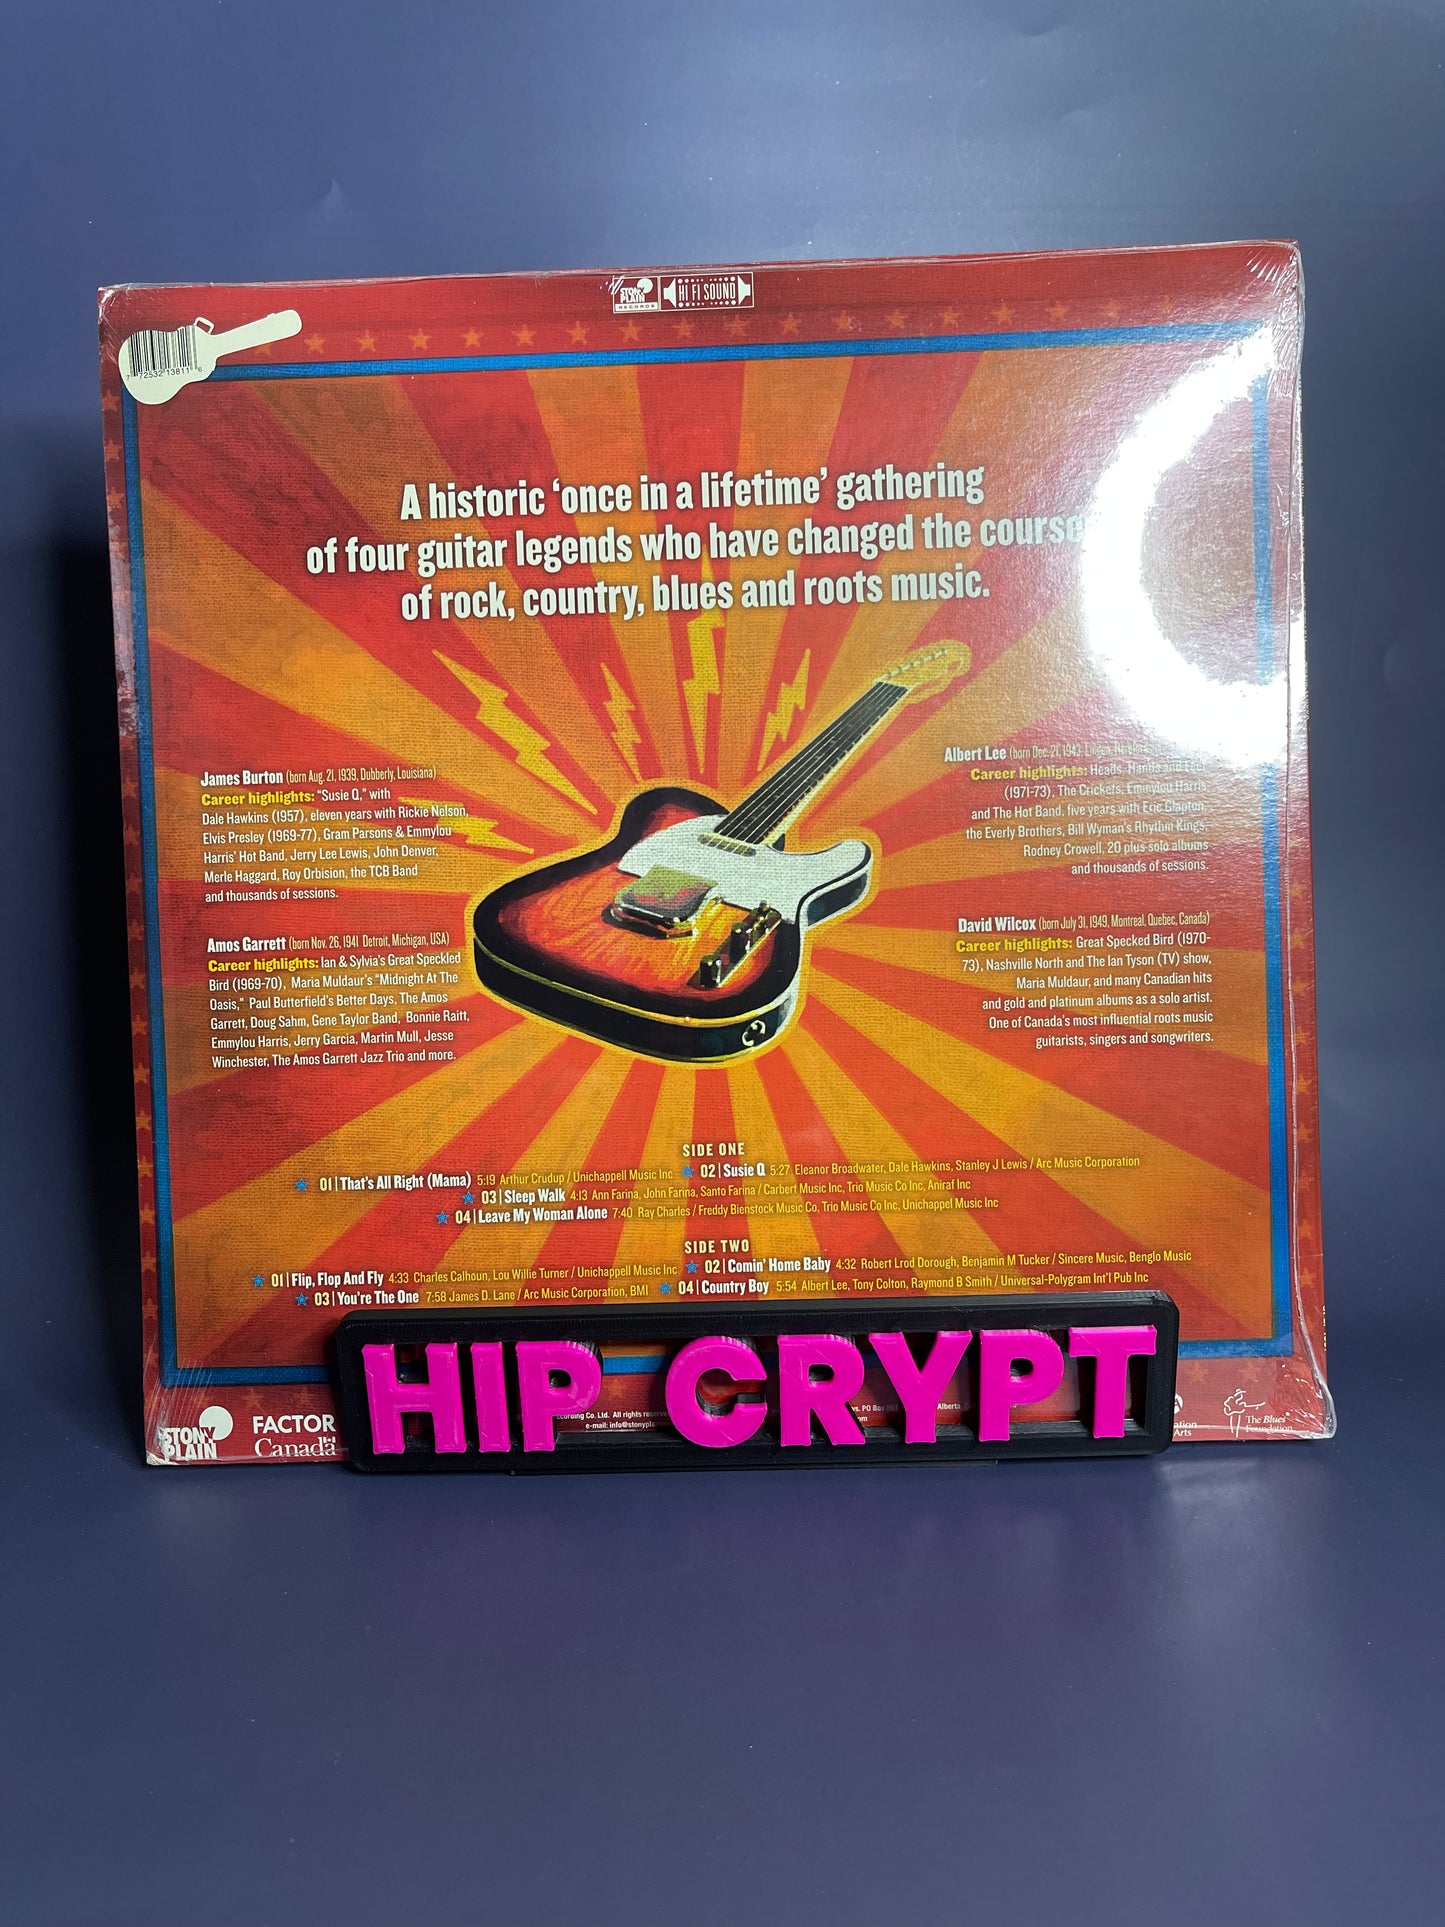 STONY
PLAIN
RECORDS
HI FI SOUND
7 72532 13811 6
A historic ‘once in a lifetime’ gathering
of four guitar legends who have changed the course
of rock, country, blues and roots music.
James Burton (born Aug. 21, 1939, Dubberly, Louisiana)
Career highlights: “Susie Q,” with
Dale Hawkins (1957), eleven years with Rickie Nelson,
Elvis Presley (1969-77), Gram Parsons & Emmylou
Harris' Hot Band, Jerry Lee Lewis, John Denver,
Merle Haggard, Roy Orbision, the TCB Band
and thousands of sessions.
Amos Garrett (born Nov. 26, 1941 Detroit, Michigan, USA)
Career highlights: Ian & Sylvia's Great Speckled
Bird (1969-70), Maria Muldaur's "Midnight At The
Oasis," Paul Butterfield's Better Days, The Amos
Garrett, Doug Sahm, Gene Taylor Band, Bonnie Raitt,
Emmylou Harris, Jerry Garcia, Martin Mull, Jesse
Winchester, The Amos Garrett Jazz Trio and more.
Albert Lee (born Dec. 21, 1943,
Career highlights: Heads, Hands and Feet
(1971-73), The Crickets, Emmylou Harris
and The Hot Band, five years with Eric Clapton,
the Everly Brothers, Bill Wyman's Rhythm Kings,
Rodney Crowell, 20 plus solo albums
and thousands of sessions.
David Wilcox (born July 31, 1949, Montreal, Quebec, Canada)
Career highlights: Great Specked Bird (1970-
73), Nashville North and The Ian Tyson (TV) show,
Maria Muldaur, and many Canadian hits
and gold and platinum albums as a solo artist.
One of Canada's most influential roots music
guitarists, singers and songwriters.
SIDE ONE
01 | That's All Right (Mama) 5:19 Arthur Crudup / Unichappell Music Inc 02 | Susie Q 5:27 Eleanor Broadwater, Dale Hawkins, Stanley J Lewis / Arc Music Corporation
03 | Sleep Walk 4:13 Ann Farina, John Farina, Santo Farina / Carbert Music Inc, Trio Music Co Inc, Aniraf Inc
04 | Leave My Woman Alone 7:40 Ray Charles / Freddy Bienstock Music Co, Trio Music Co Inc, Unichappel Music Inc
SIDE TWO
01 | Flip, Flop And Fly 4:33 Charles Calhoun, Lou Willie Turner / Unichappell Music Inc 02 | Comin' Home Baby 4:32 Robert Lrod Dorough, Benjamin M Tucker / Sincere Music, Benglo Music
03 | You're The One 7:58 James D. Lane / Arc Music Corporation, BMI 04 | Country Boy 5:54 Albert Lee, Tony Colton, Raymond B Smith / Universal-Polygram Int'l Pub Inc
HIP CRYPT
STONY
PLAIN
FACTOR
Canada
Co. Ltd. All rights
e-mail:
PO Box
Alberta,
Arts
The Blues
Foundation